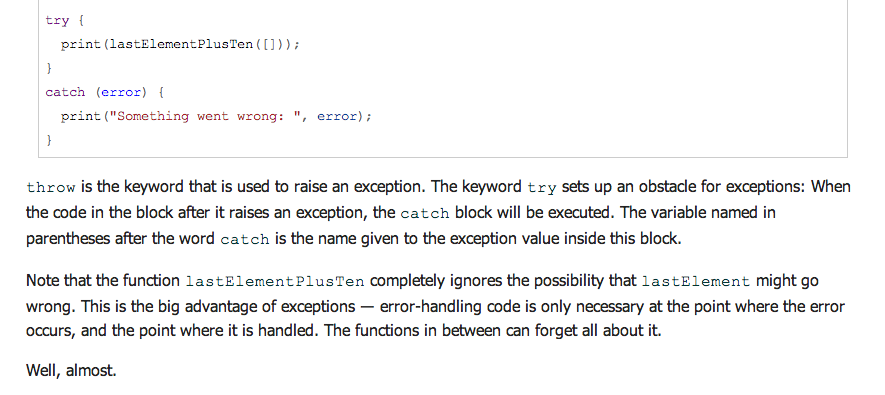 try {
  print(lastElementPlusTen([]));
}
catch (error) {
  print("Something went wrong: ", error);
}
throw is the keyword that is used to raise an exception. The keyword try sets up an obstacle for exceptions: When
the code in the block after it raises an exception, the catch block will be executed. The variable named in
parentheses after the word catch is the name given to the exception value inside this block.
Note that the function lastElementPlusTen completely ignores the possibility that lastElement might go
wrong. This is the big advantage of exceptions — error-handling code is only necessary at the point where the error
occurs, and the point where it is handled. The functions in between can forget all about it.
Well, almost.